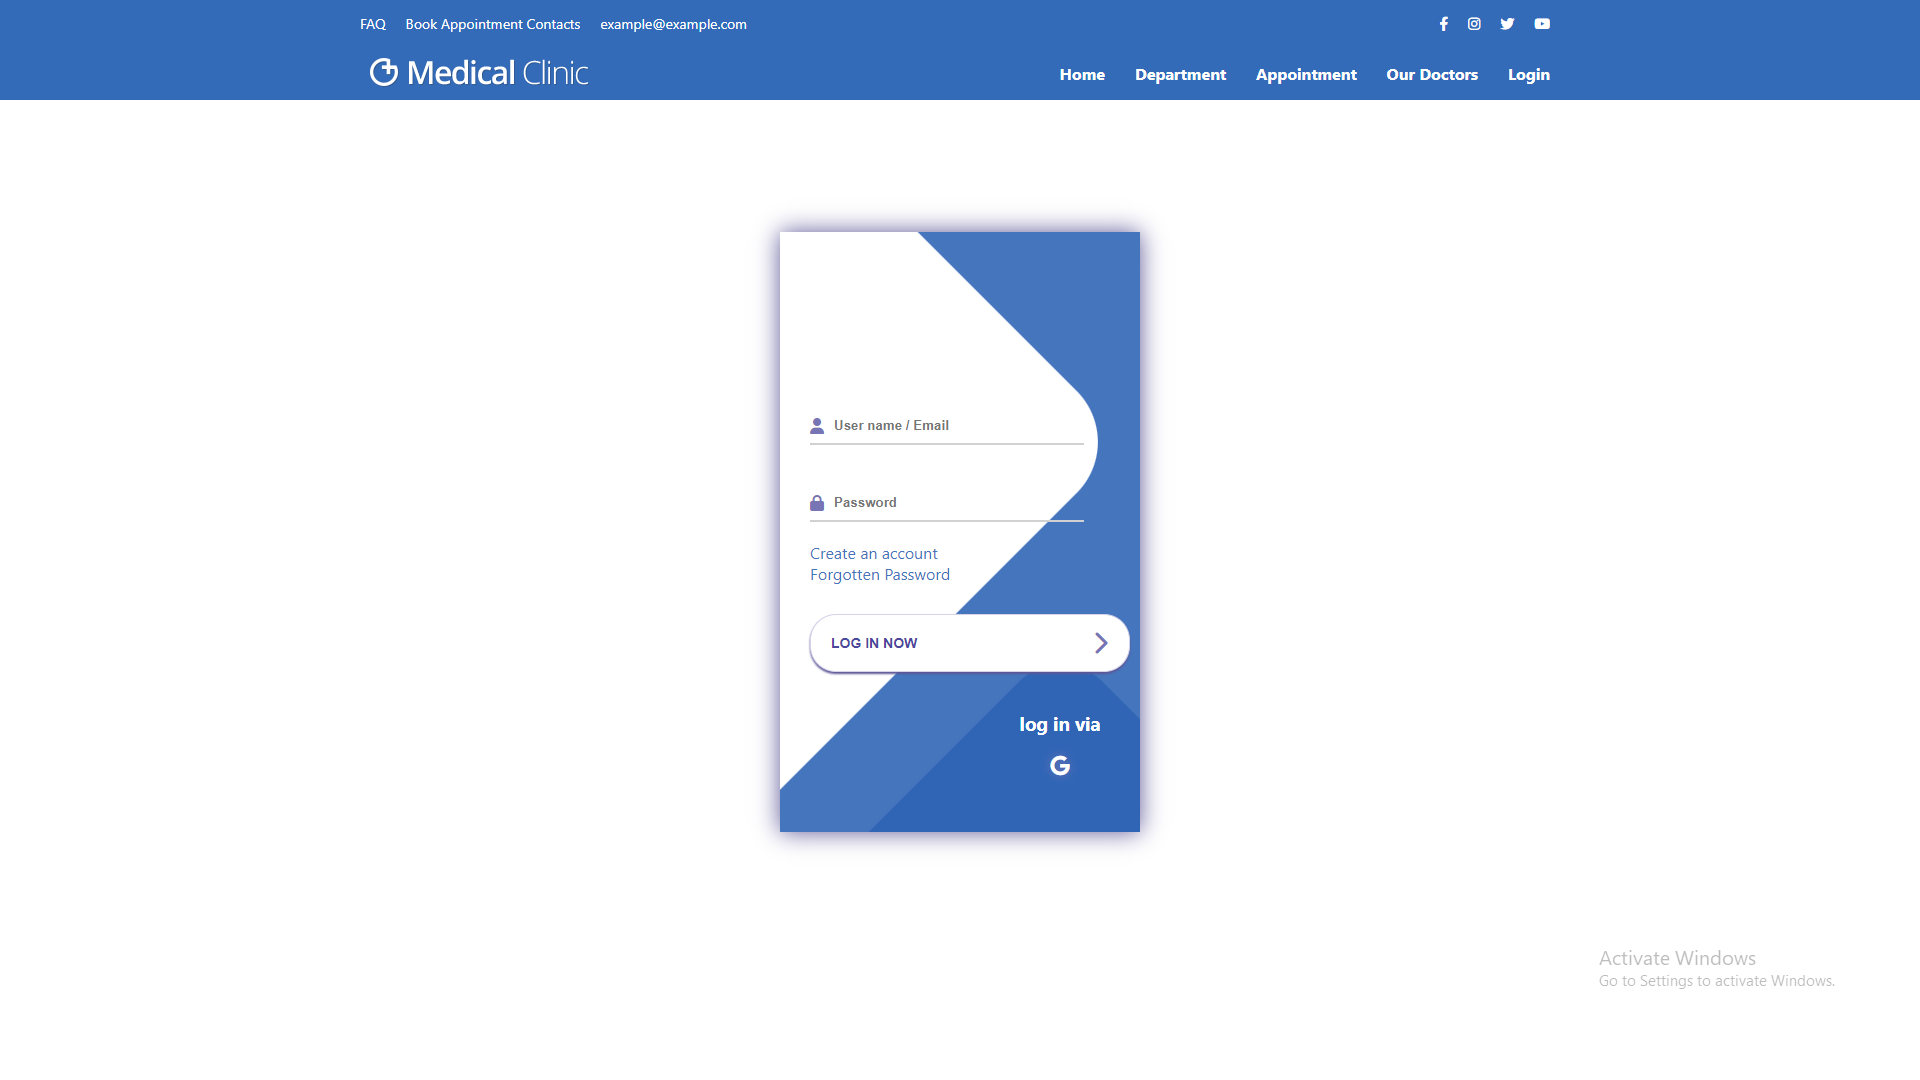 FAQ Book Appointment Contacts example@example.com
Medical Clinic
Home Department Appointment Our Doctors Login
User name / Email
Password
Create an account
Forgotten Password
LOG IN NOW
log in via
G
Activate Windows
Go to Settings to activate Windows.